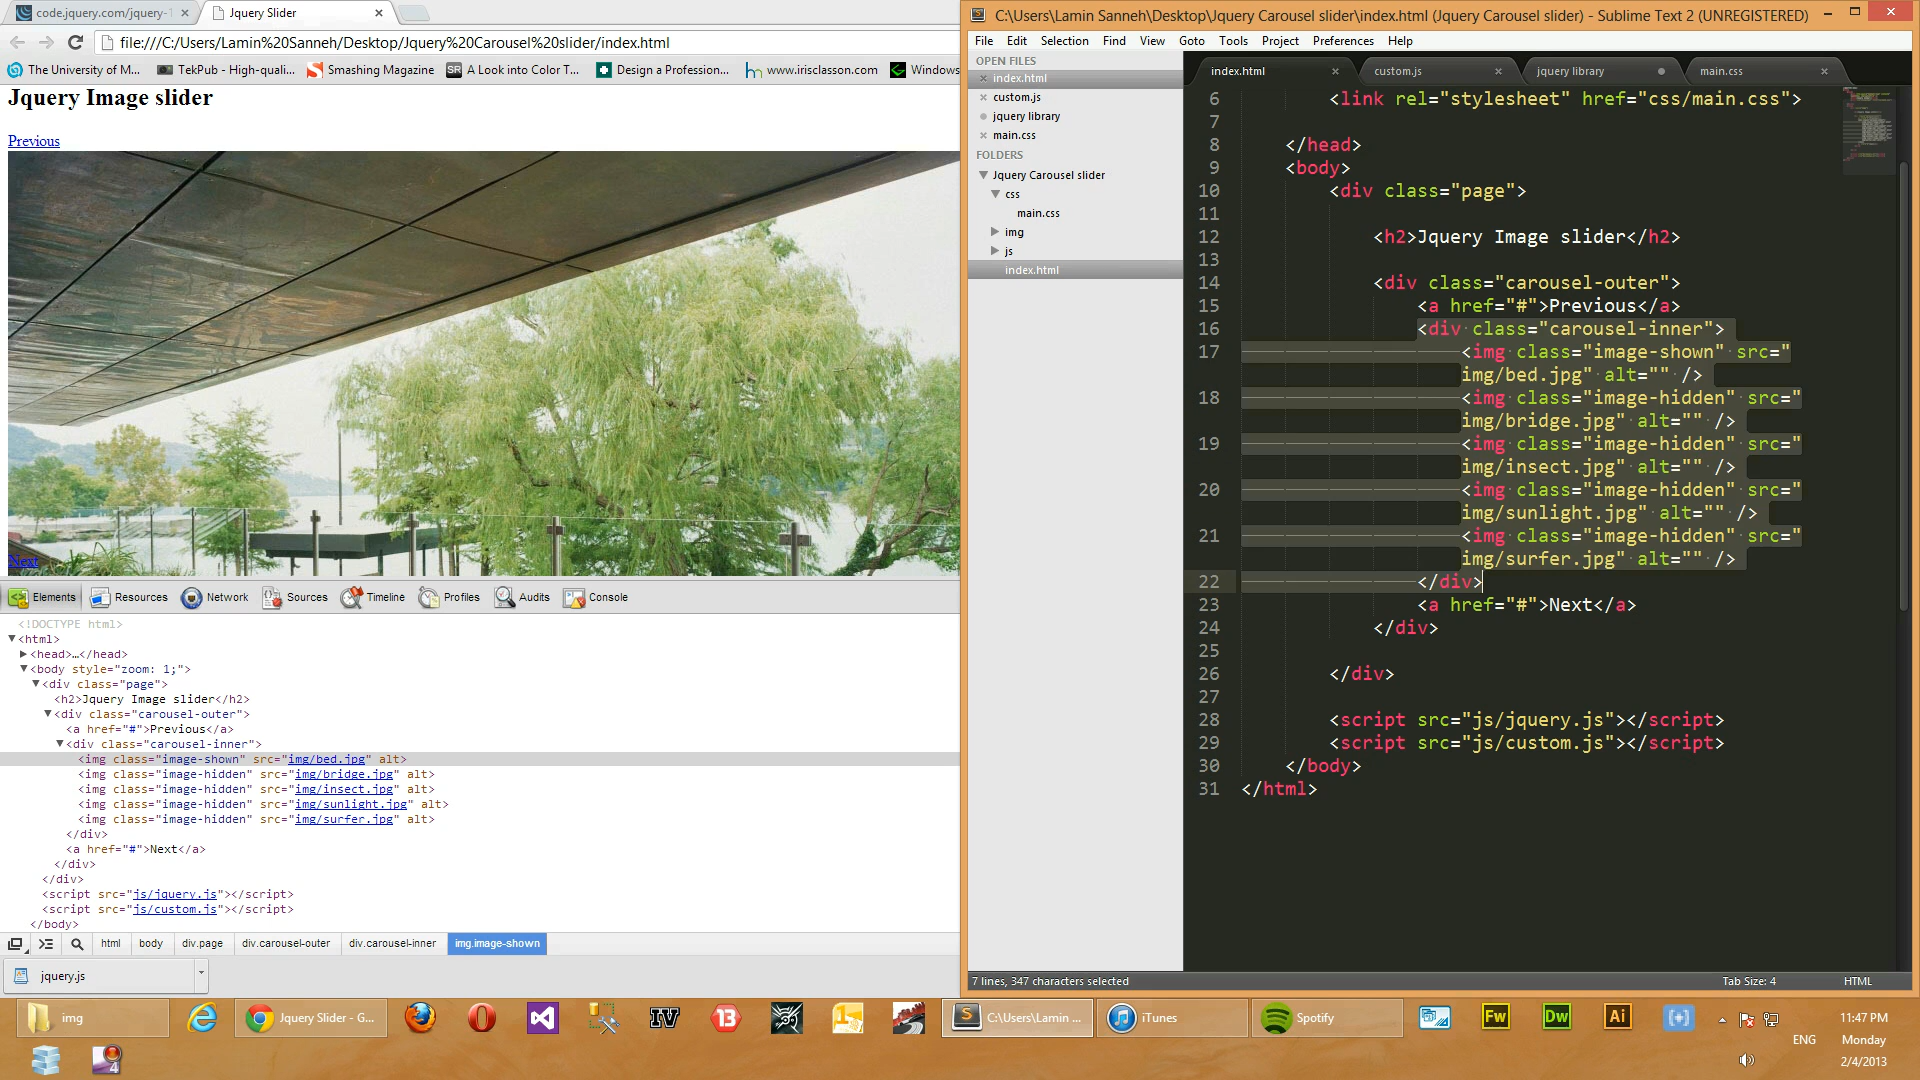 code.jquery.com/jquery-1
Jquery Slider
file:///C:/Users/Lamin%20Sanneh/Desktop/Jquery%20Carousel%20slider/index.html
The University of M...
TekPub - High-quali...
Smashing Magazine
SR
A Look into Color T...
Design a Profession...
www.irisclasson.com
Windows
Jquery Image slider
Previous
Next
Elements
Resources
Network
Sources
Timeline
Profiles
Audits
Console
<!DOCTYPE html>
▼<html>
▶<head>…</head>
▼<body style="zoom: 1;">
▼<div class="page">
<h2>Jquery Image slider</h2>
▼<div class="carousel-outer">
<a href="#">Previous</a>
▼<div class="carousel-inner">
<img class="image-shown" src="img/bed.jpg" alt>
<img class="image-hidden" src="img/bridge.jpg" alt>
<img class="image-hidden" src="img/insect.jpg" alt>
<img class="image-hidden" src="img/sunlight.jpg" alt>
<img class="image-hidden" src="img/surfer.jpg" alt>
</div>
<a href="#">Next</a>
</div>
</div>
<script src="js/jquery.js"></script>
<script src="js/custom.js"></script>
</body>
html
body
div.page
div.carousel-outer
div.carousel-inner
img.image-shown
jquery.js
C:\Users\Lamin Sanneh\Desktop\Jquery Carousel slider\index.html (Jquery Carousel slider) - Sublime Text 2 (UNREGISTERED)
File Edit Selection Find View Goto Tools Project Preferences Help
OPEN FILES
index.html
custom.js
jquery library
main.css
FOLDERS
Jquery Carousel slider
css
main.css
img
js
index.html
index.html
custom.js
jquery library
main.css
6 <link rel="stylesheet" href="css/main.css">
7
8 </head>
9 <body>
10 <div class="page">
11
12 <h2>Jquery Image slider</h2>
13
14 <div class="carousel-outer">
15 <a href="#">Previous</a>
16 <div class="carousel-inner">
17 <img class="image-shown" src="
img/bed.jpg" alt="" />
18 <img class="image-hidden" src="
img/bridge.jpg" alt="" />
19 <img class="image-hidden" src="
img/insect.jpg" alt="" />
20 <img class="image-hidden" src="
img/sunlight.jpg" alt="" />
21 <img class="image-hidden" src="
img/surfer.jpg" alt="" />
22 </div>
23 <a href="#">Next</a>
24 </div>
25
26 </div>
27
28 <script src="js/jquery.js"></script>
29 <script src="js/custom.js"></script>
30 </body>
31 </html>
7 lines, 347 characters selected
Tab Size: 4
HTML
img
Jquery Slider - G...
IV
13
C:\Users\Lamin ...
iTunes
Spotify
Fw
Dw
Ai
ENG
11:47 PM
Monday
2/4/2013
4